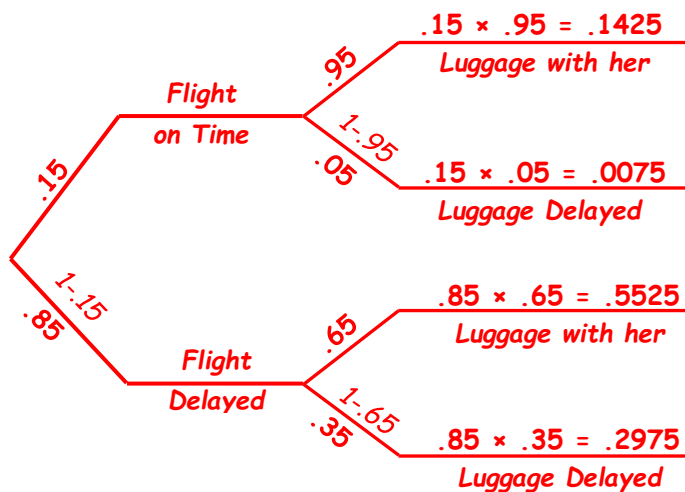 .15 × .95 = .1425
Luggage with her
.95
Flight
on Time
1-.95
.05
.15 × .05 = .0075
Luggage Delayed
.15
1-.15
.85
.85 × .65 = .5525
Luggage with her
.65
Flight
Delayed
1-.65
.35
.85 × .35 = .2975
Luggage Delayed